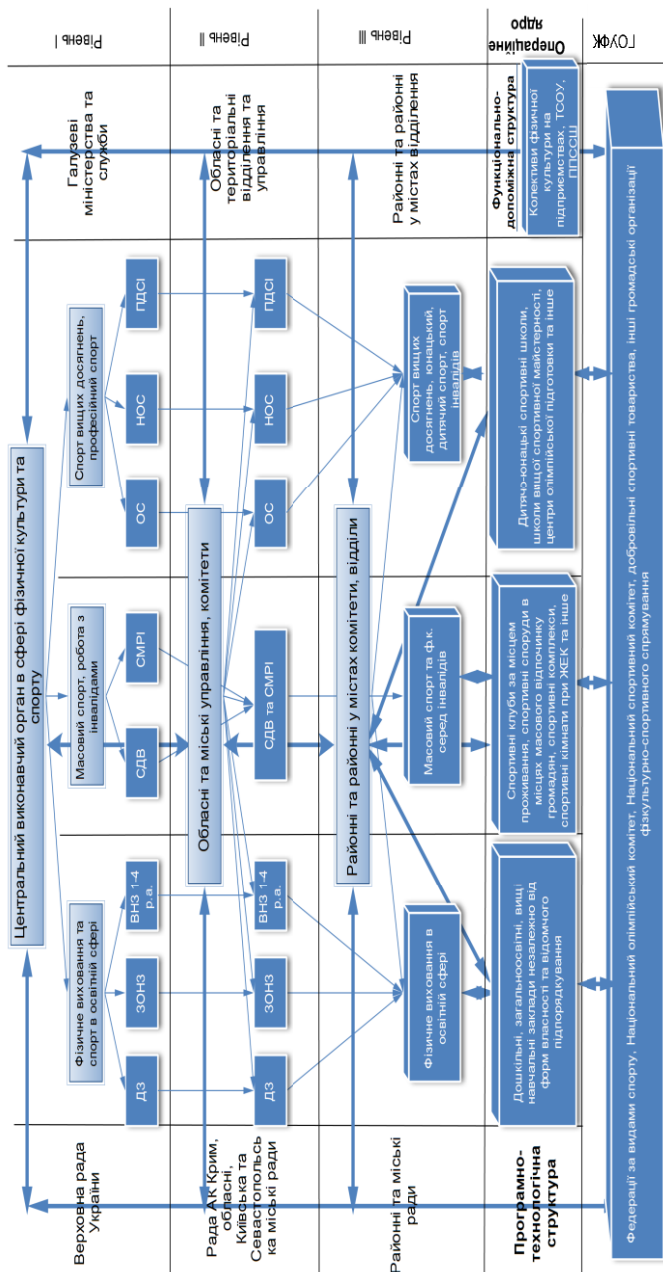 Верховна рада
України
Центральний виконавчий орган в сфері фізичної культури та
спорту
Галузеві
міністерства та
служби
Рівень І
Фізичне виховання та
спорт в освітній сфері
Масовий спорт, робота з
інвалідами
Спорт вищих досягнень,
професійний спорт
ДЗ
ЗОНЗ
ВНЗ 1-4
р.а.
СДВ
СМРІ
ОС
НОС
ПДСІ
Рада АК Крим,
обласні,
Київська та
Севастопольсь
ка міські ради
Обласні та міські управління, комітети
Обласні та
територіальні
відділення та
управління
Рівень ІІ
ДЗ
ЗОНЗ
ВНЗ 1-4
р.а.
СДВ та СМРІ
ОС
НОС
ПДСІ
Районні та міські
ради
Районні та районні у містах комітети, відділи
Районні та районні
у містах відділення
Рівень ІІІ
Фізичне виховання в
освітній сфері
Масовий спорт та ф.к.
серед інвалідів
Спорт вищих
досягнень, юнацький,
дитячий спорт, спорт
інвалідів
Програмно-
технологічна
структура
Дошкільні, загальноосвітні, вищі
навчальні заклади незалежно від
форм власності та відомчого
підпорядкування
Спортивні клуби за місцем
проживання, спортивні споруди в
місцях масового відпочинку
громадян, спортивні комплекси,
спортивні кімнати при ЖЕК та інше
Дитячо-юнацькі спортивні школи,
школи вищої спортивної майстерності,
центри олімпійської підготовки та інше
Функціонально-
допоміжна структура
Колективи фізичної
культури на
підприємствах, ТСОУ,
ППССШ
Операційне
ядро
Федерації за видами спорту, Національний олімпійський комітет, Національний спортивний комітет, добровільні спортивні товариства, інші громадські організації
фізкультурно-спортивного спрямування
ГОУФК